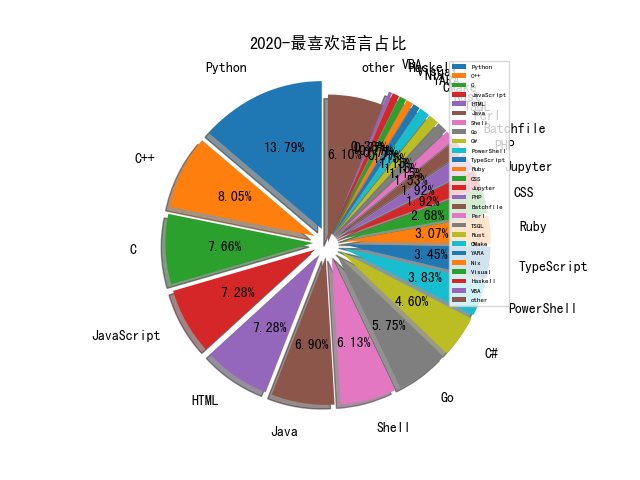 2020-最喜欢语言占比
Python
C++
C
JavaScript
HTML
Java
Shell
Go
C#
PowerShell
TypeScript
Ruby
CSS
Jupyter
PHP
Batchfile
Haskell
VBA
other
13.79%
8.05%
7.66%
7.28%
7.28%
6.90%
6.13%
5.75%
4.60%
3.83%
3.45%
3.07%
2.68%
1.92%
1.92%
1.53%
6.10%
Python
C++
C
JavaScript
HTML
Java
Shell
Go
C#
PowerShell
TypeScript
Ruby
CSS
Jupyter
PHP
Batchfile
Perl
TSQL
Rust
CMake
YARA
Nix
Visual
Haskell
VBA
other